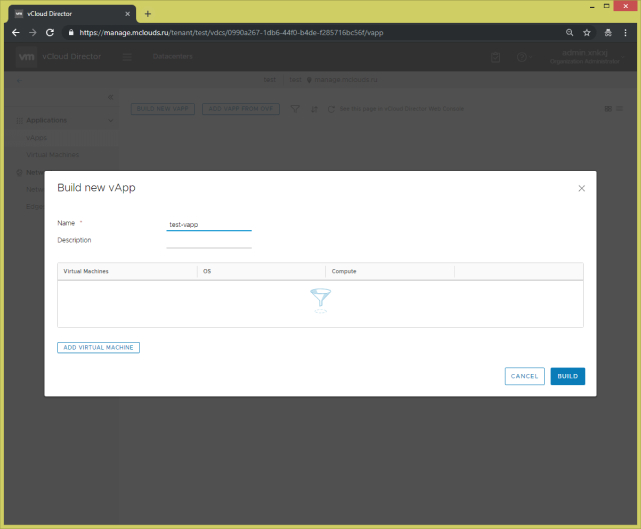 vCloud Director
https://manage.mclouds.ru/tenant/test/vdcs/0990a267-1db6-44f0-b4de-f285716bc56f/vapp
vm vCloud Director Datacenters
Organization Administrator
BUILD NEW VAPP ADD VAPP FROM OVF
Applications
vApps
Virtual Machines
Build new vApp
Name *
test-vapp
Description
Virtual Machines OS Compute
ADD VIRTUAL MACHINE
CANCEL BUILD